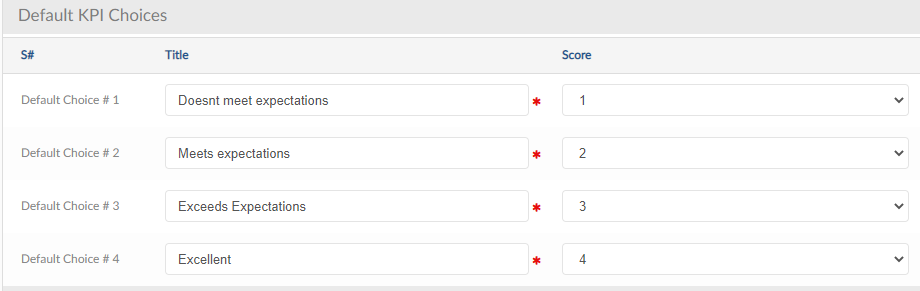 Default KPI Choices
S# Title Score
Default Choice # 1 Doesnt meet expectations * 1
Default Choice # 2 Meets expectations * 2
Default Choice # 3 Exceeds Expectations * 3
Default Choice # 4 Excellent * 4